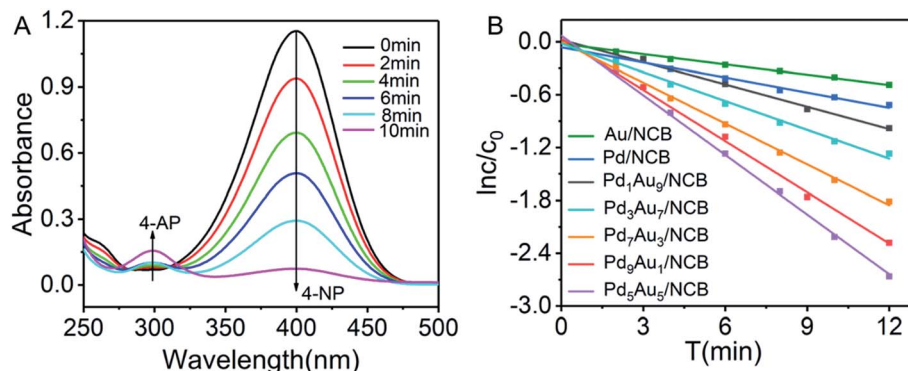 A
1.2
0.9
0.6
0.3
0.0
Absorbance
0min
2min
4min
6min
8min
10min
4-AP
4-NP
250 300 350 400 450 500
Wavelength(nm)
B
0.0
-0.6
-1.2
-1.8
-2.4
-3.0
lnc/c₀
Au/NCB
Pd/NCB
Pd₁Au₉/NCB
Pd₃Au₇/NCB
Pd₇Au₃/NCB
Pd₉Au₁/NCB
Pd₅Au₅/NCB
0 3 6 9 12
T(min)